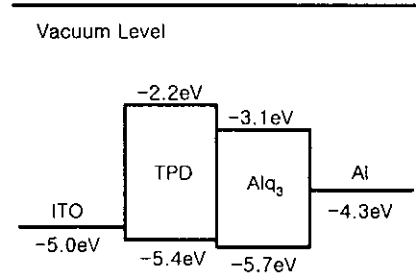 Vacuum Level
−2.2eV
−3.1eV
TPD
Alq₃
Al
ITO
−4.3eV
−5.0eV
−5.4eV
−5.7eV